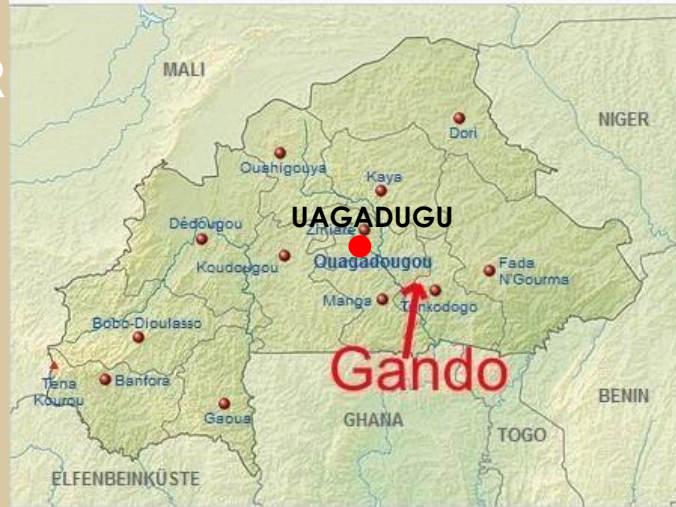 R
MALI
NIGER
Dori
Ouahigouya
Kaya
UAGADUGU
Ziniaré
Dédougou
Koudougou
Ouagadougou
Fada
N'Gourma
Manga
Tenkodogo
Bobo-Dioulasso
Gando
Tena
Kourou
Banfora
BENIN
Gaoua
GHANA
TOGO
ELFENBEINKÜSTE